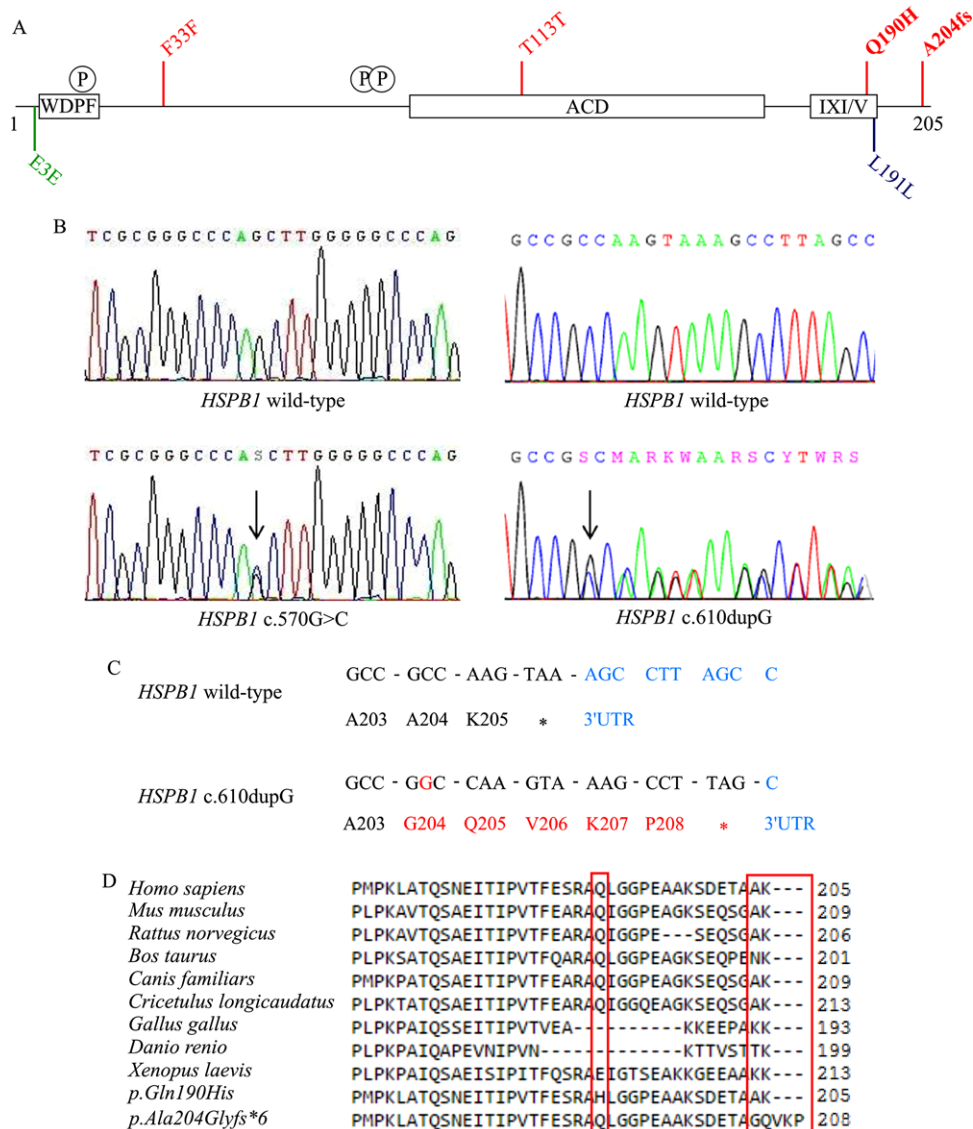 A
F33F
T113T
Q190H
A204fs
P
P P
WDPF
ACD
IXI/V
1
205
E3E
L191L
B
T C G C G G G C C C A G C T T G G G G G C C C A G
G C C G C C A A G T A A A G C C T T A G C C
HSPB1 wild-type
HSPB1 wild-type
T C G C G G G C C C A S C T T G G G G G C C C A G
G C C G S C M A R K W A A R S C Y T W R S
HSPB1 c.570G>C
HSPB1 c.610dupG
C
HSPB1 wild-type
GCC - GCC - AAG - TAA - AGC CTT AGC C
A203 A204 K205 * 3'UTR
HSPB1 c.610dupG
GCC - GGC - CAA - GTA - AAG - CCT - TAG - C
A203 G204 Q205 V206 K207 P208 * 3'UTR
D
Homo sapiens PMPKLATQSNEITIPVTFESRAQLGGPEAAKSDETAAK--- 205
Mus musculus PLPKAVTQSAEITIPVTFEARAQIGGPEAGKSEQSGAK--- 209
Rattus norvegicus PLPKAVTQSAEITIPVTFEARAQIGGPE---SEQSGAK--- 206
Bos taurus PLPKSATQSAEITIPVTFQARAQLGGPEAGKSEQPENK--- 201
Canis familiars PMPKPATQSAEITIPVTFEARAQIGGPEAGKSEQSGAK--- 209
Cricetulus longicaudatus PLPKTATQSAEITIPVTFEARAQIGGQEAGKSEQSGAK--- 213
Gallus gallus PLPKPAIQSSEITIPVTVEA-----------KKEEPAKK--- 193
Danio renio PLPKPAIQAPEVNIPVN--------------KTTVSTTK--- 199
Xenopus laevis PLPKPAIQSAEISIPITFQSRAEIGTSEAKKGEEAAKK--- 213
p.Gln190His PMPKLATQSNEITIPVTFESRAHLGGPEAAKSDETAAK--- 205
p.Ala204Glyfs*6 PMPKLATQSNEITIPVTFESRAQLGGPEAAKSDETAGQVKP 208